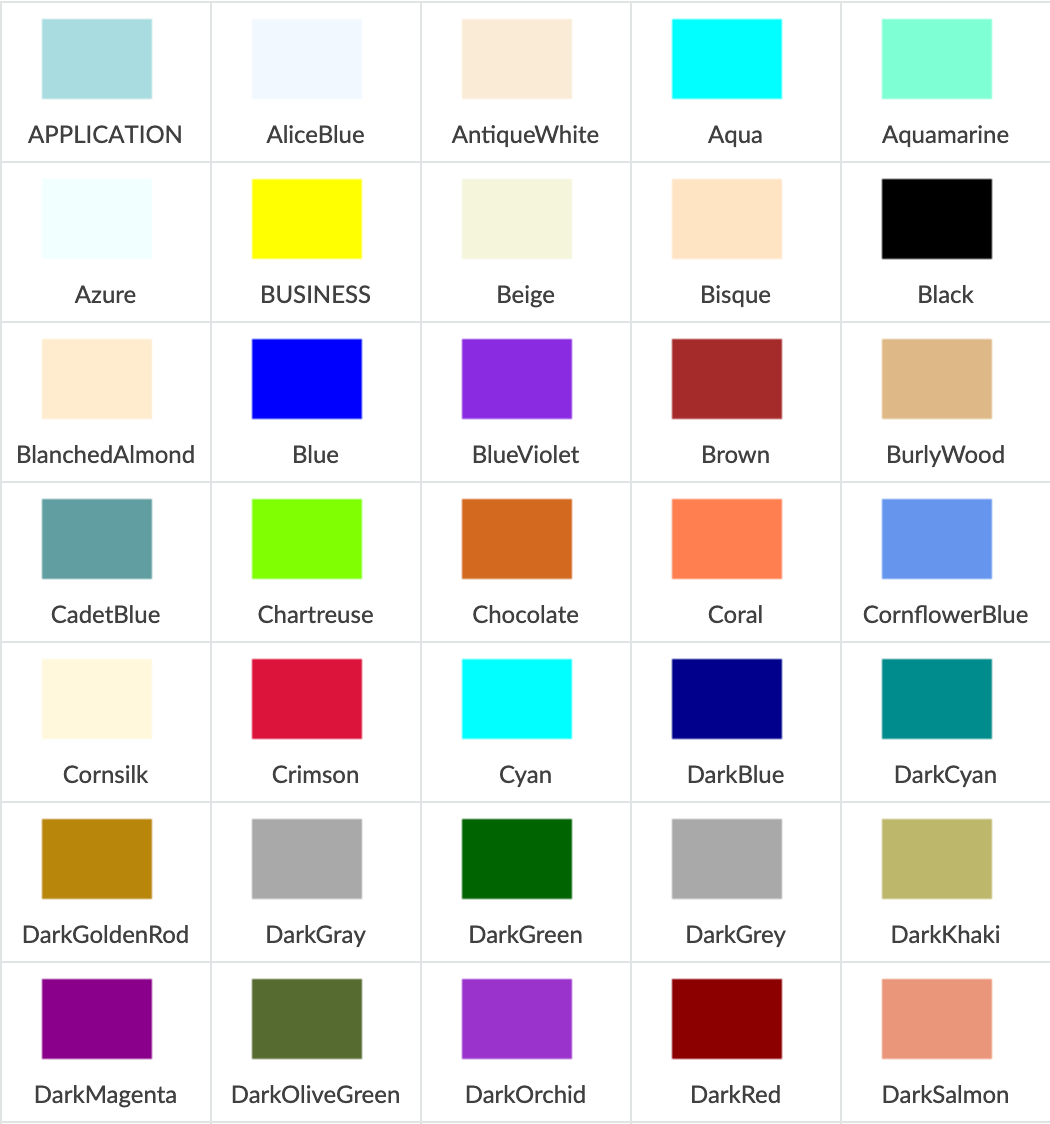 APPLICATION
AliceBlue
AntiqueWhite
Aqua
Aquamarine
Azure
BUSINESS
Beige
Bisque
Black
BlanchedAlmond
Blue
BlueViolet
Brown
BurlyWood
CadetBlue
Chartreuse
Chocolate
Coral
CornflowerBlue
Cornsilk
Crimson
Cyan
DarkBlue
DarkCyan
DarkGoldenRod
DarkGray
DarkGreen
DarkGrey
DarkKhaki
DarkMagenta
DarkOliveGreen
DarkOrchid
DarkRed
DarkSalmon